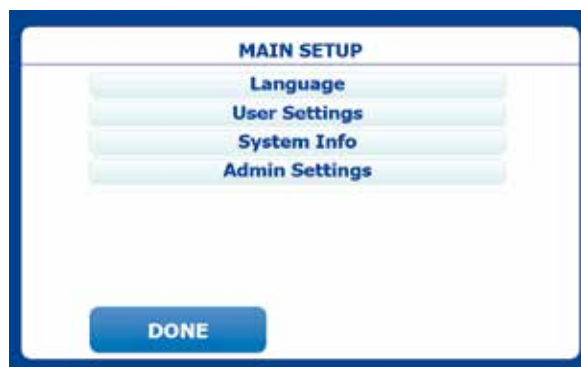 MAIN SETUP
Language
User Settings
System Info
Admin Settings
DONE